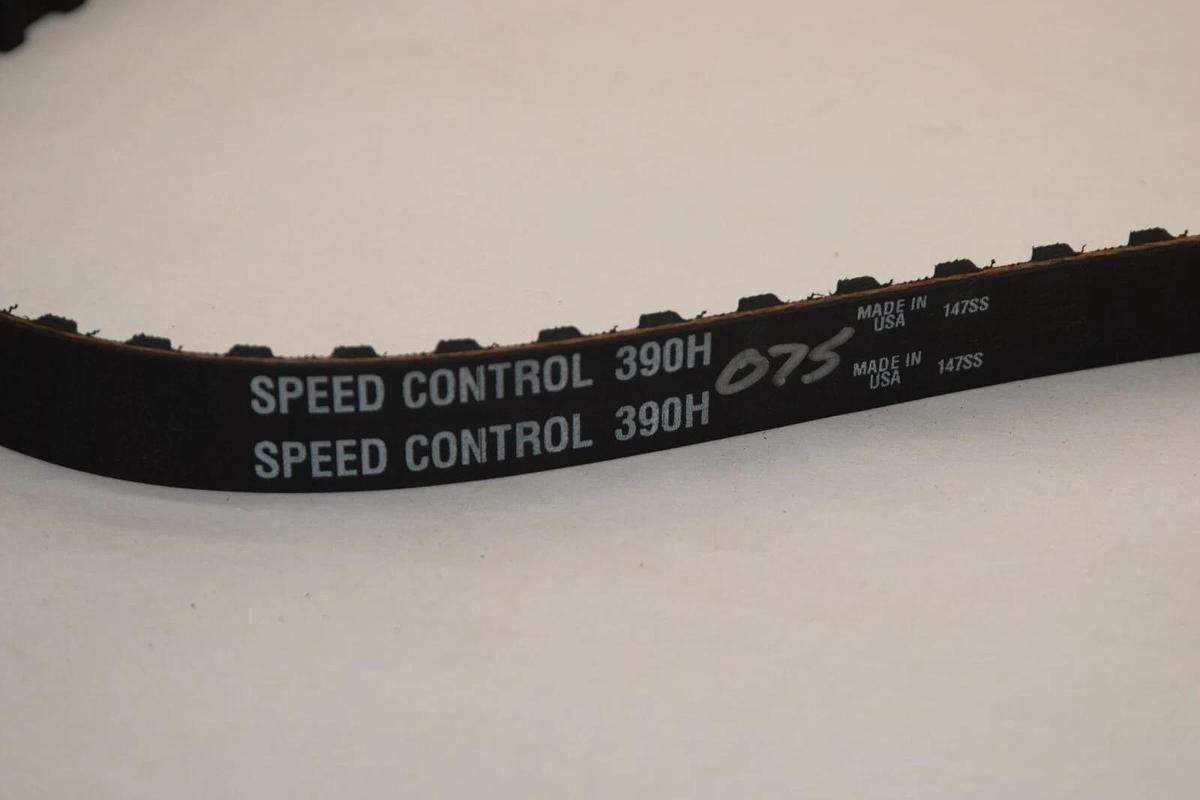 SPEED CONTROL 390H 075 MADE IN USA 147SS
SPEED CONTROL 390H MADE IN USA 147SS